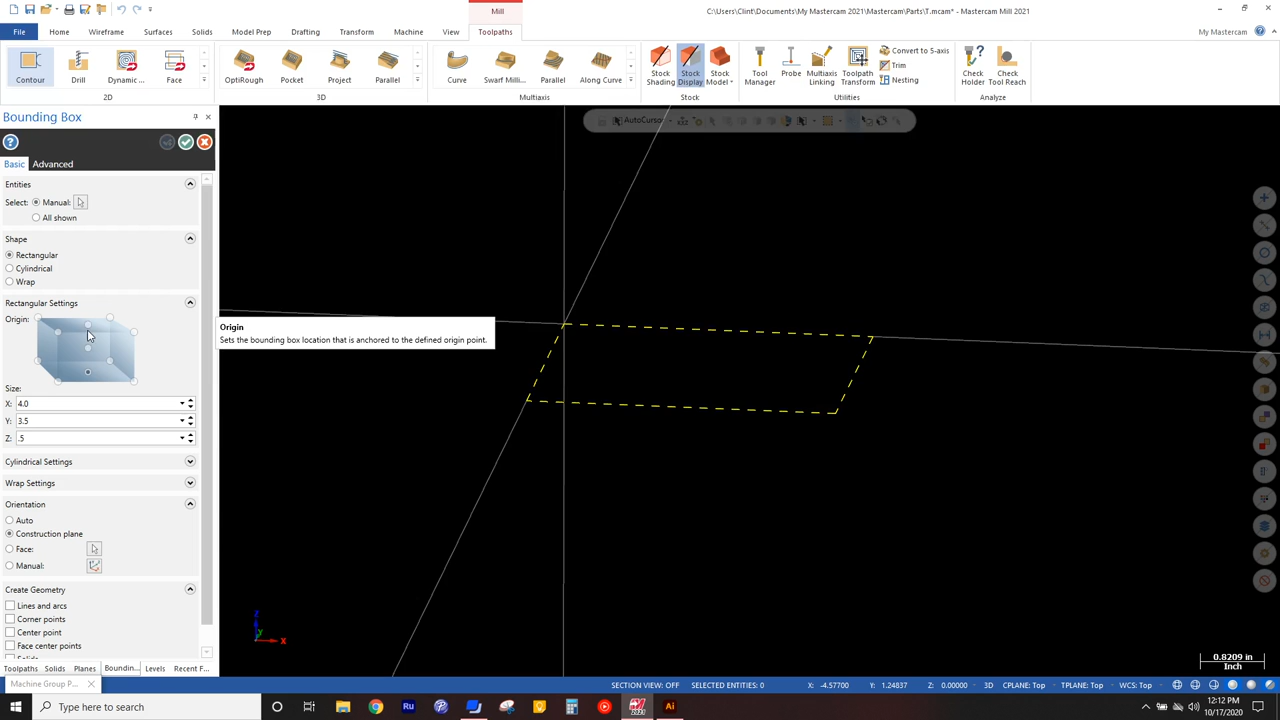 Mill
C:\Users\Clint\Documents\My Mastercam 2021\Mastercam\Parts\T.mcam* - Mastercam Mill 2021
File Home Wireframe Surfaces Solids Model Prep Drafting Transform Machine View Toolpaths My Mastercam
Contour Drill Dynamic ... Face OptiRough Pocket Project Parallel Curve Swarf Milli... Parallel Along Curve Stock Shading Stock Display Stock Model Tool Manager Probe Multiaxis Linking Toolpath Transform Convert to 5-axis Trim Nesting Check Holder Check Tool Reach
2D 3D Multiaxis Stock Utilities Analyze
Bounding Box
AutoCursor
Basic Advanced
Entities
Select: Manual:
All shown
Shape
Rectangular
Cylindrical
Wrap
Rectangular Settings
Origin:
Origin
Sets the bounding box location that is anchored to the defined origin point.
Size:
X: 4.0
Y: 3.5
Z: .5
Cylindrical Settings
Wrap Settings
Orientation
Auto
Construction plane
Face:
Manual:
Create Geometry
Lines and arcs
Corner points
Center point
Face center points
Solids
Z
Y
X
0.8209 in
Inch
Toolpaths Solids Planes Boundin... Levels Recent F...
Machine Group P...
SECTION VIEW: OFF SELECTED ENTITIES: 0 X: -4.57700 Y: 1.24837 Z: 0.00000 3D CPLANE: Top TPLANE: Top WCS: Top
Type here to search
Ru
Ai
12:12 PM
10/17/2020